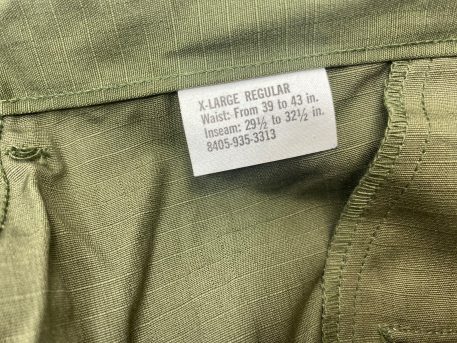 X-LARGE REGULAR
Waist: From 39 to 43 in.
Inseam: 29½ to 32½ in.
8405-935-3313